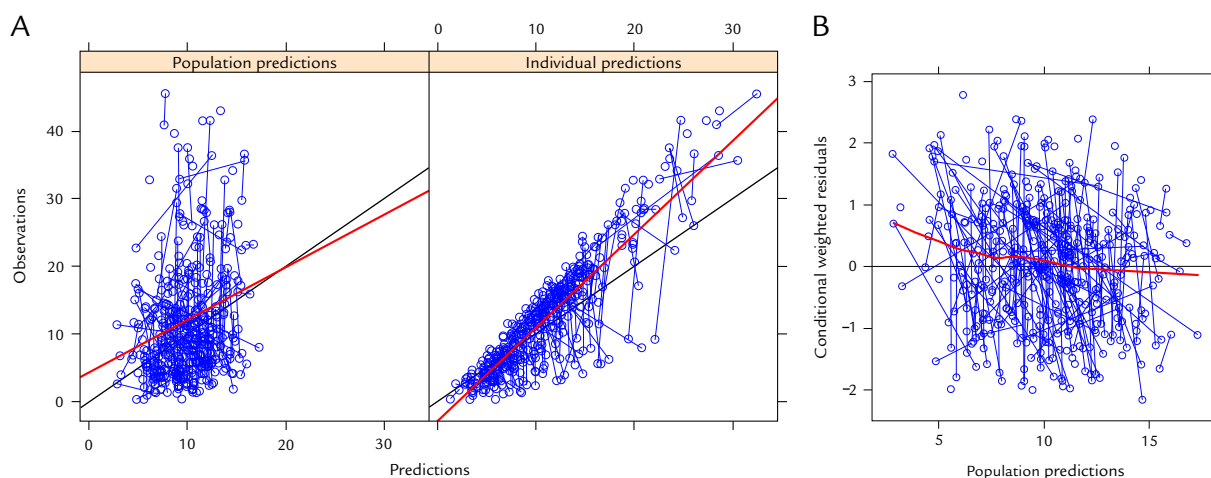 A
0 10 20 30
Population predictions
Individual predictions
Observations
40
30
20
10
0
0 10 20 30
Predictions
B
Conditional weighted residuals
3
2
1
0
−1
−2
5 10 15
Population predictions